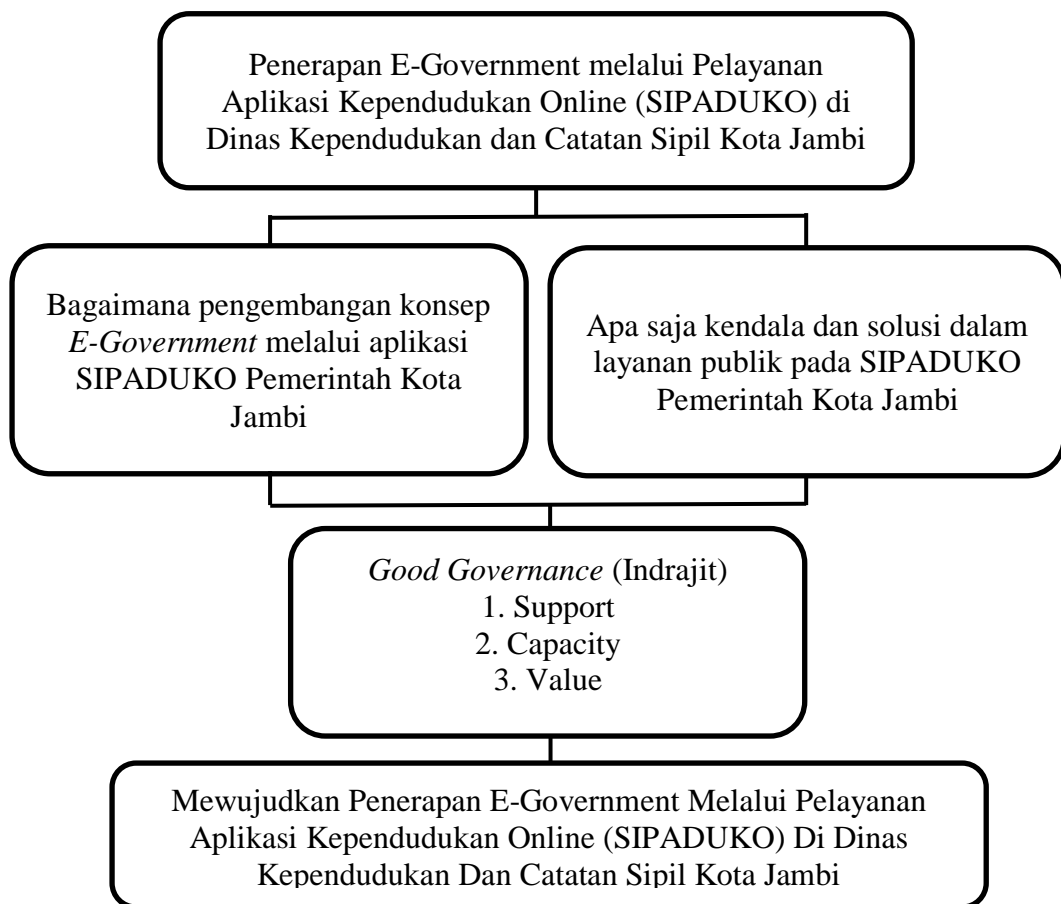 Penerapan E-Government melalui Pelayanan
Aplikasi Kependudukan Online (SIPADUKO) di
Dinas Kependudukan dan Catatan Sipil Kota Jambi
Bagaimana pengembangan konsep
E-Government melalui aplikasi
SIPADUKO Pemerintah Kota
Jambi
Apa saja kendala dan solusi dalam
layanan publik pada SIPADUKO
Pemerintah Kota Jambi
Good Governance (Indrajit)
1. Support
2. Capacity
3. Value
Mewujudkan Penerapan E-Government Melalui Pelayanan
Aplikasi Kependudukan Online (SIPADUKO) Di Dinas
Kependudukan Dan Catatan Sipil Kota Jambi